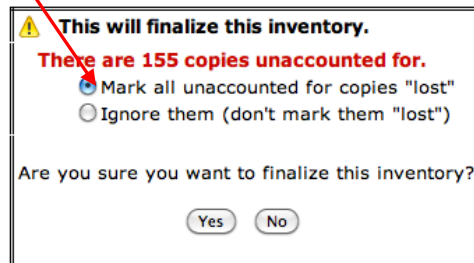 This will finalize this inventory.
There are 155 copies unaccounted for.
Mark all unaccounted for copies "lost"
Ignore them (don't mark them "lost")
Are you sure you want to finalize this inventory?
Yes No